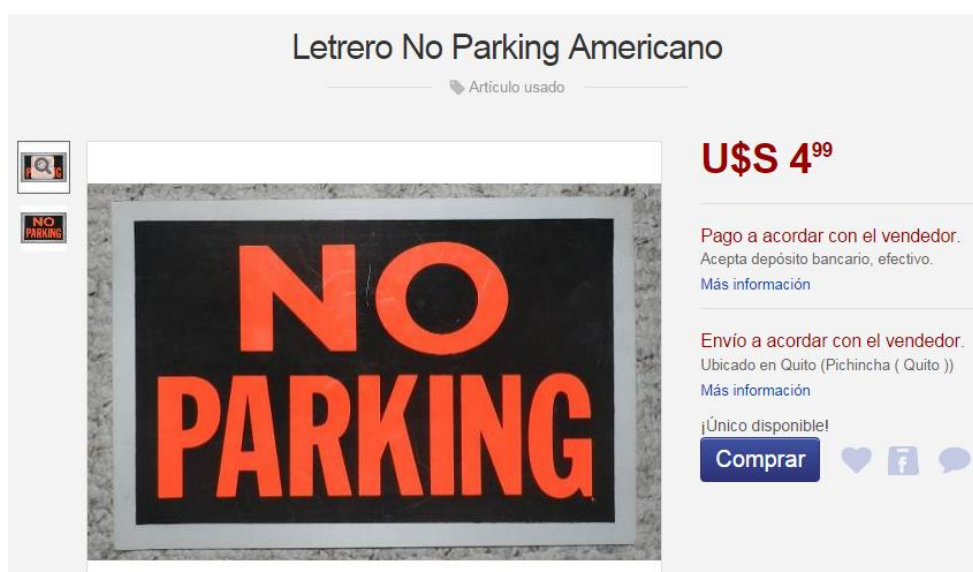 Letrero No Parking Americano
Artículo usado
NO
PARKING
NO
PARKING
U$S 4⁹⁹
Pago a acordar con el vendedor.
Acepta depósito bancario, efectivo.
Más información
Envío a acordar con el vendedor.
Ubicado en Quito (Pichincha ( Quito ))
Más información
¡Único disponible!
Comprar